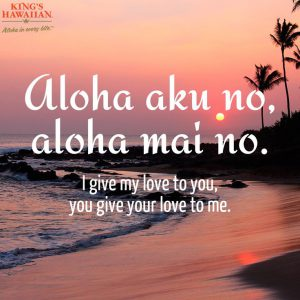 KING'S
HAWAIIAN
Aloha in every bite.™
Aloha aku no,
aloha mai no.
I give my love to you,
you give your love to me.